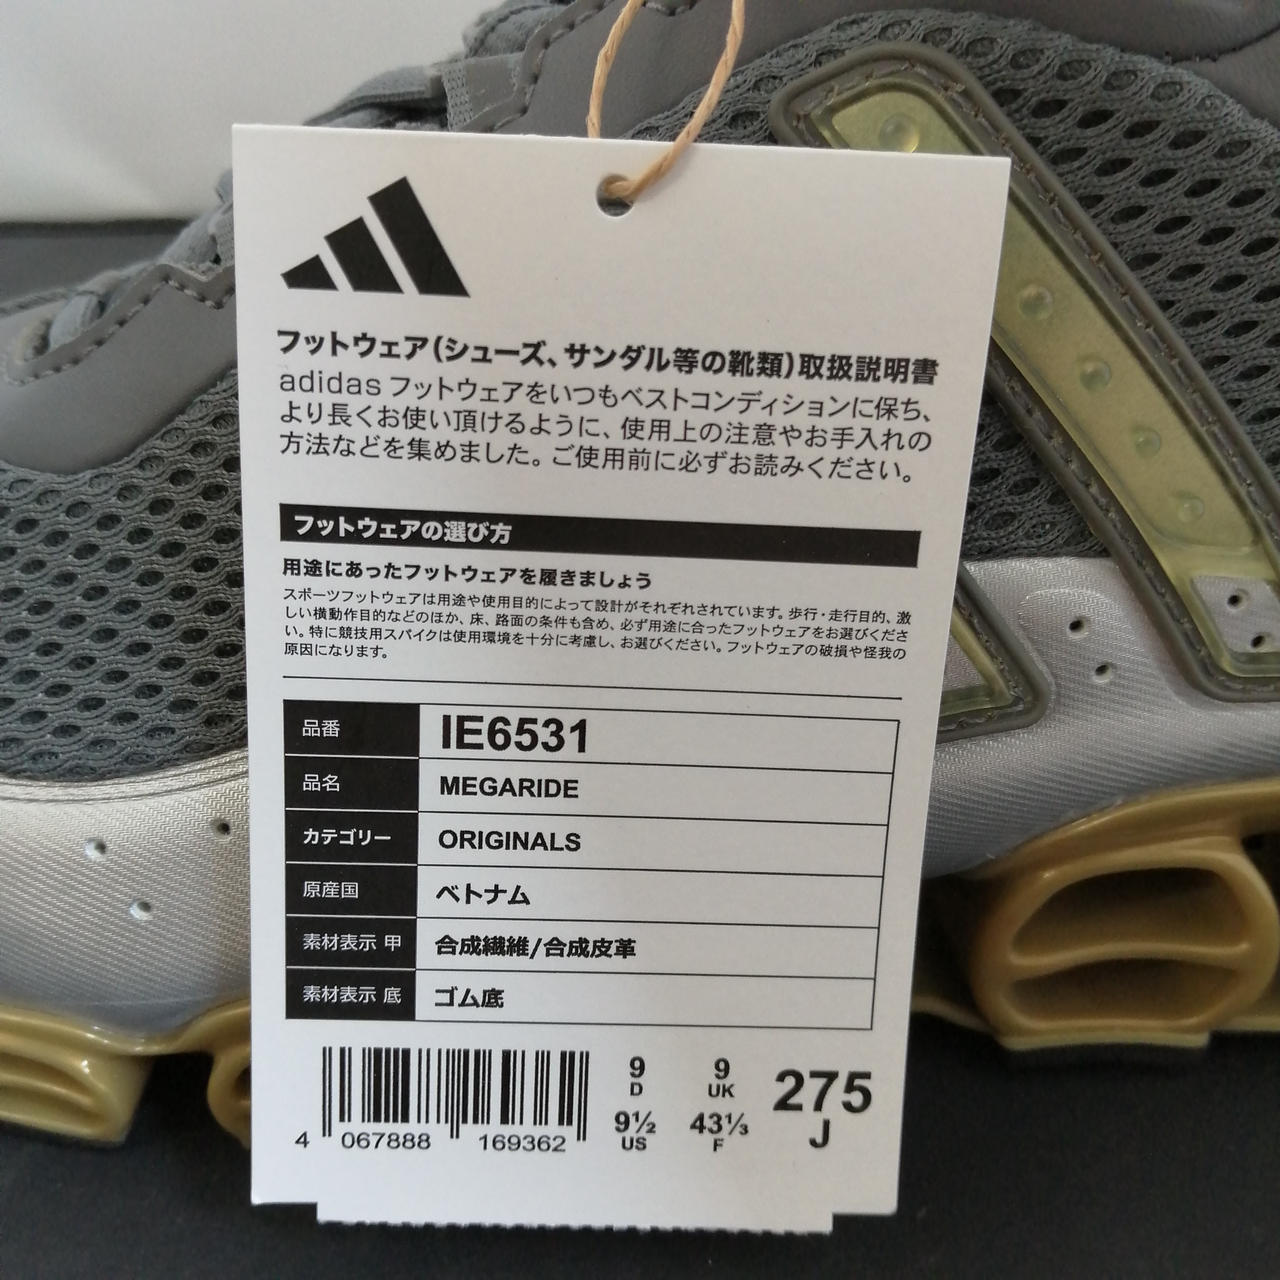 フットウェア(シューズ、サンダル等の靴類)取扱説明書
adidas フットウェアをいつもベストコンディションに保ち、
より長くお使い頂けるように、使用上の注意やお手入れの
方法などを集めました。ご使用前に必ずお読みください。
フットウェアの選び方
用途にあったフットウェアを履きましょう
スポーツフットウェアは用途や使用目的によって設計がそれぞれされています。歩行・走行目的、激
しい横動作目的などのほか、床、路面の条件も含め、必ず用途に合ったフットウェアをお選びくださ
い。特に競技用スパイクは使用環境を十分に考慮し、お選びください。フットウェアの破損や怪我の
原因になります。
品番 IE6531
品名 MEGARIDE
カテゴリー ORIGINALS
原産国 ベトナム
素材表示 甲 合成繊維/合成皮革
素材表示 底 ゴム底
9 D 9 UK 275 J
9½ US 43⅓ F
4 067888 169362